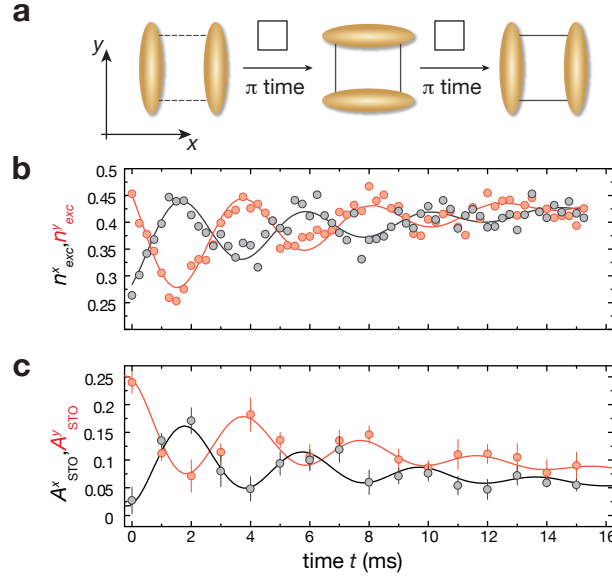 a
y
x
π time
π time
b
0.5
0.45
0.4
0.35
0.3
0.25
n^x_exc,n^y_exc
c
0.25
0.20
0.15
0.10
0.05
0
A^x_STO,A^y_STO
0 2 4 6 8 10 12 14 16
time t (ms)